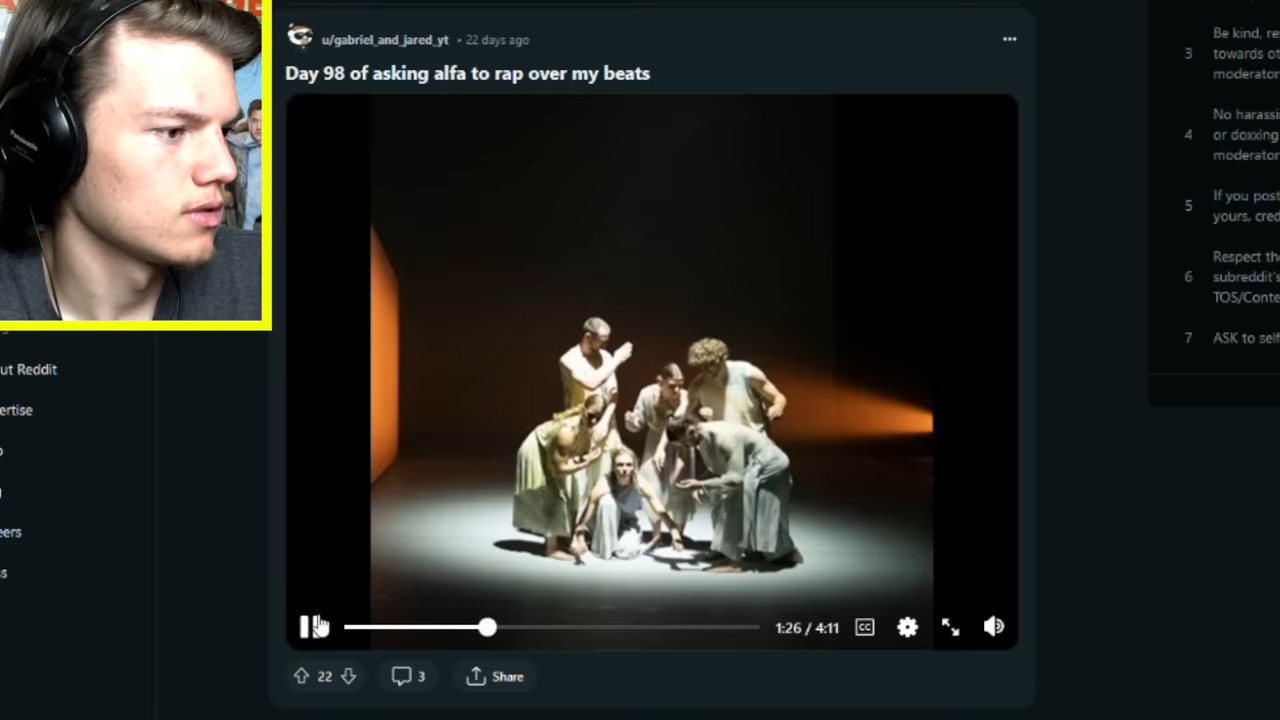 Panasonic
u/gabriel_and_jared_yt • 22 days ago
Day 98 of asking alfa to rap over my beats
1:26 / 4:11
CC
22
3
Share
ut Reddit
ertise
eers
3
Be kind, re
towards ot
moderator
4
No harassi
or doxxing
moderator
5
If you post
yours, cred
6
Respect the
subreddit's
TOS/Conte
7
ASK to self